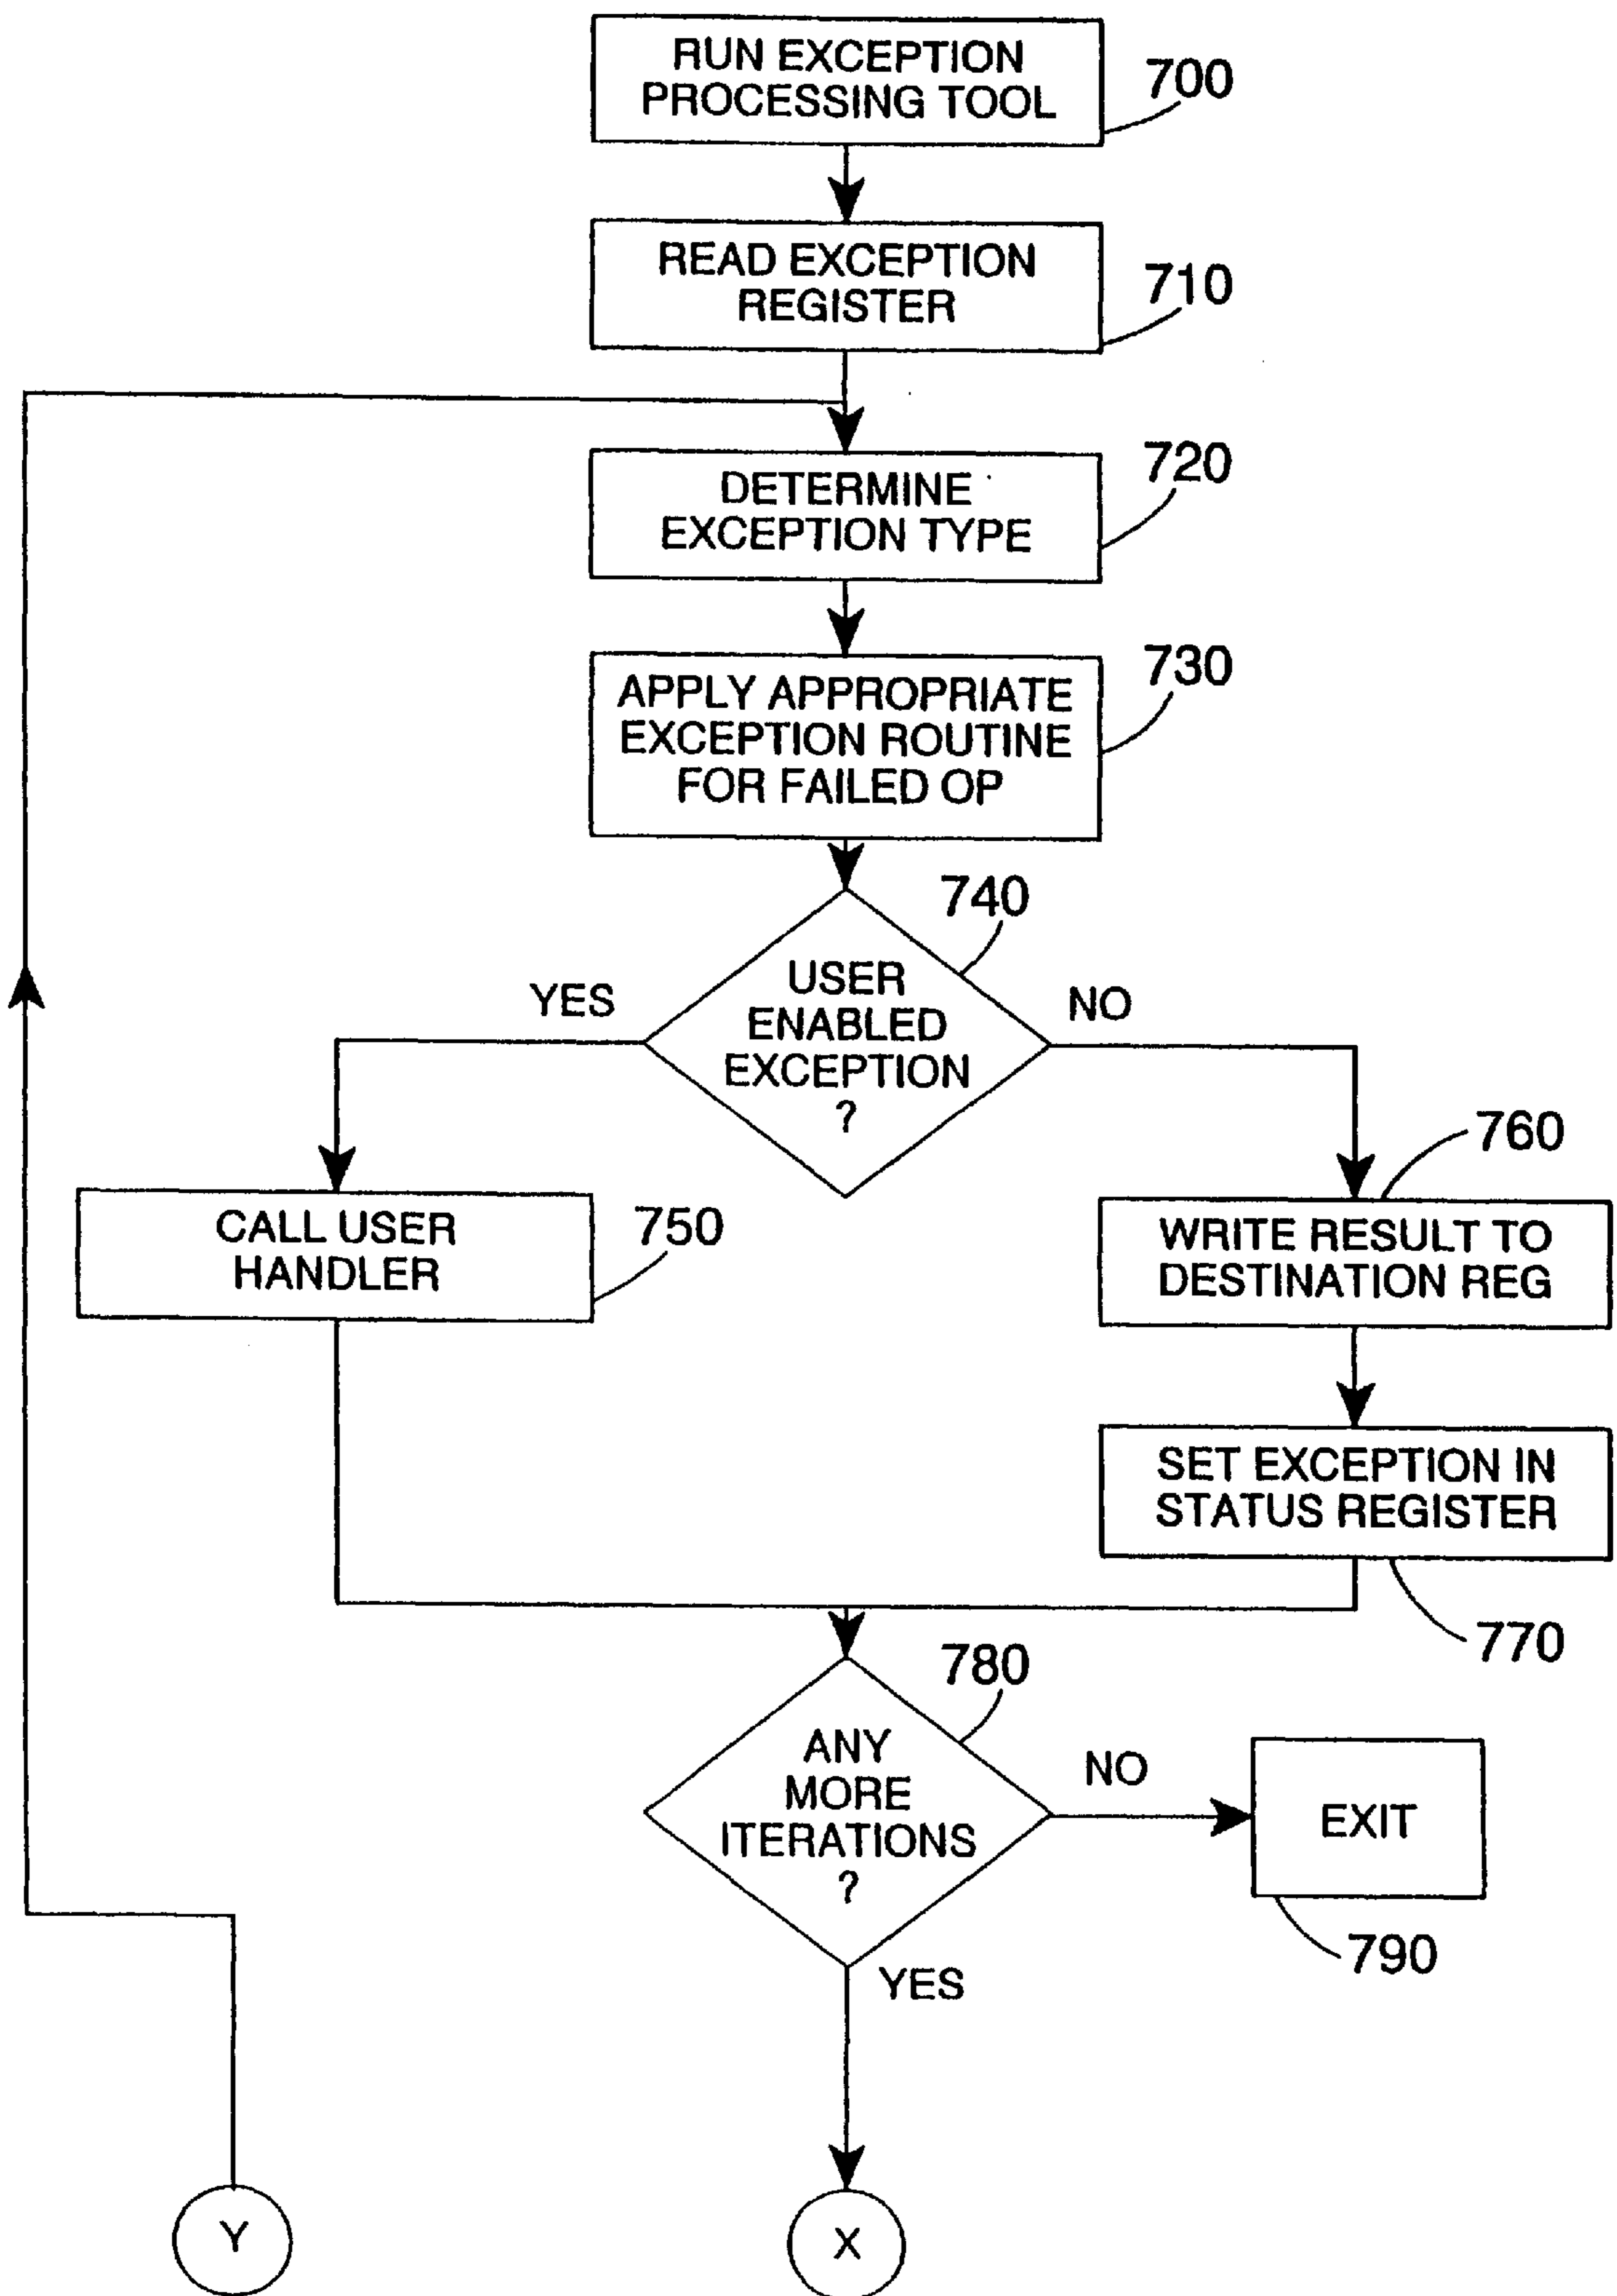 RUN EXCEPTION
PROCESSING TOOL
700
READ EXCEPTION
REGISTER
710
DETERMINE
EXCEPTION TYPE
720
APPLY APPROPRIATE
EXCEPTION ROUTINE
FOR FAILED OP
730
740
USER
ENABLED
EXCEPTION
?
YES
NO
CALL USER
HANDLER
750
760
WRITE RESULT TO
DESTINATION REG
SET EXCEPTION IN
STATUS REGISTER
770
780
ANY
MORE
ITERATIONS
?
NO
EXIT
790
YES
Y
X